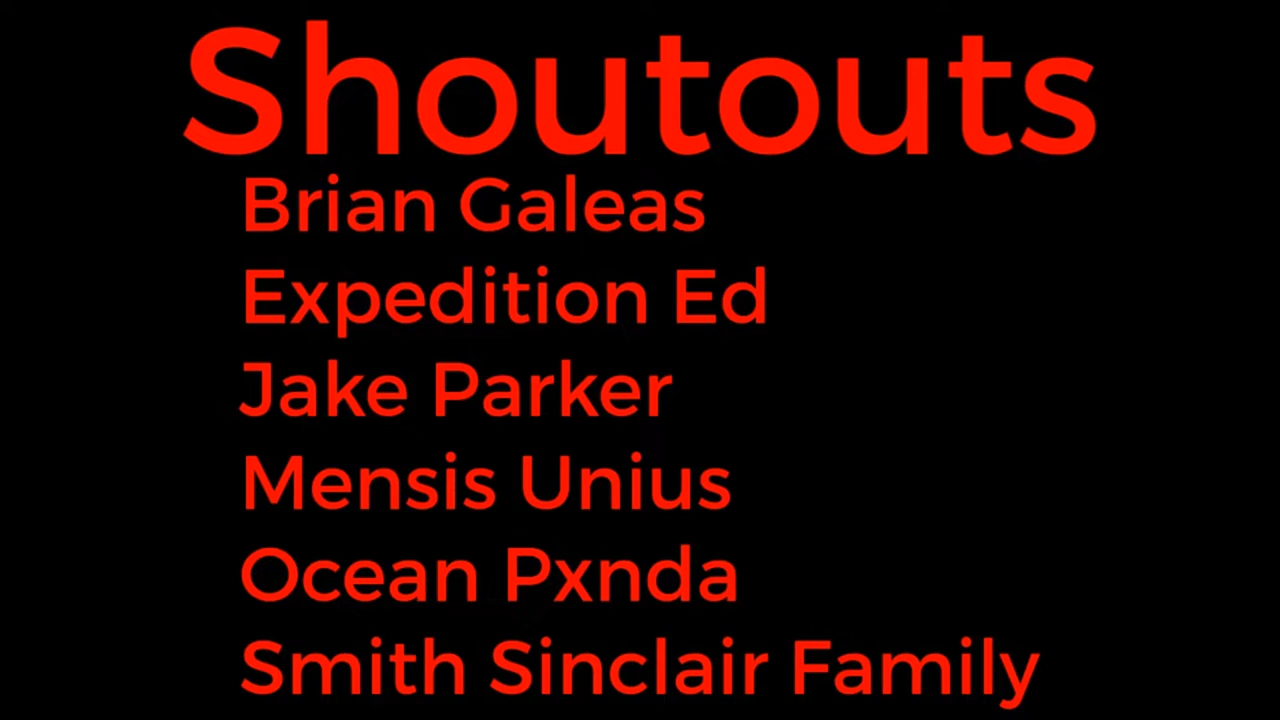 Shoutouts
Brian Galeas
Expedition Ed
Jake Parker
Mensis Unius
Ocean Pxnda
Smith Sinclair Family